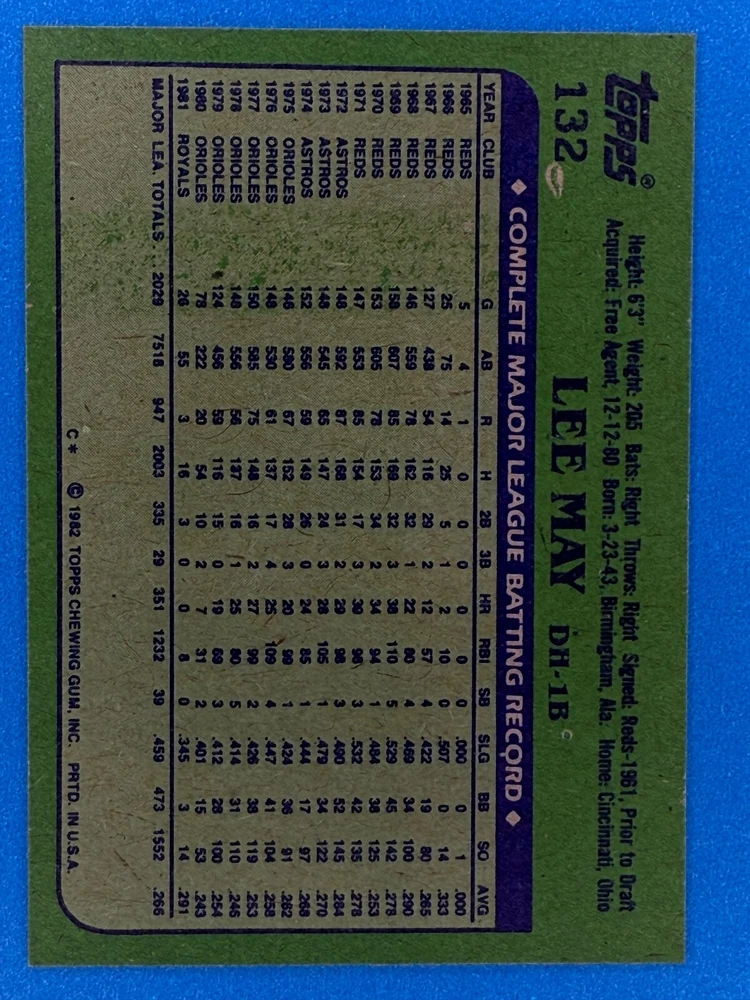 Topps®
132
LEE MAY DH-1B
Height: 6'3" Weight: 205 Bats: Right Throws: Right Signed: Reds-1961, Prior to Draft
Acquired: Free Agent, 12-12-80 Born: 3-23-43, Birmingham, Ala. Home: Cincinnati, Ohio
◆ COMPLETE MAJOR LEAGUE BATTING RECORD ◆
YEAR CLUB G AB R H 2B 3B HR RBI SB SLG BB SO AVG.
1965 REDS 5 4 1 0 0 0 0 0 0 .000 0 1 .000
1966 REDS 25 75 14 25 5 1 2 10 0 .507 0 14 .333
1967 REDS 127 438 54 116 29 2 12 57 4 .422 19 80 .265
1968 REDS 146 559 78 162 32 1 22 80 4 .469 34 100 .290
1969 REDS 158 607 85 169 32 3 38 110 5 .529 45 142 .278
1970 REDS 153 605 78 153 34 2 34 94 1 .484 38 125 .253
1971 REDS 147 553 85 154 17 3 39 98 3 .532 42 135 .278
1972 ASTROS 148 592 87 168 31 2 29 98 3 .490 52 145 .284
1973 ASTROS 148 545 65 147 24 3 28 105 1 .479 34 122 .270
1974 ASTROS 152 556 59 149 26 0 24 85 1 .444 17 97 .268
1975 ORIOLES 146 580 67 152 28 3 20 99 1 .424 36 91 .262
1976 ORIOLES 148 530 61 137 17 4 25 109 4 .447 41 104 .258
1977 ORIOLES 150 585 75 148 16 2 27 99 2 .426 38 119 .253
1978 ORIOLES 148 556 56 137 16 1 25 80 5 .414 31 110 .246
1979 ORIOLES 124 456 59 116 15 0 19 69 3 .412 28 100 .254
1980 ORIOLES 78 222 20 54 10 2 7 31 2 .401 15 53 .243
1981 ROYALS 26 55 3 16 3 0 0 8 0 .345 3 14 .291
MAJOR LEA. TOTALS 2029 7518 947 2003 335 29 351 1232 39 .459 473 1552 .266
C* © 1982 TOPPS CHEWING GUM, INC. PRTD. IN U.S.A.